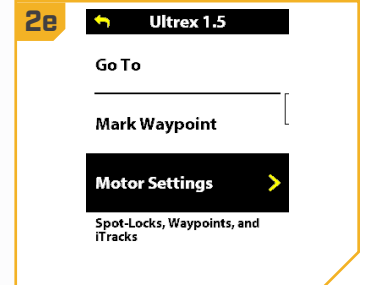 2e
Ultrex 1.5
Go To
Mark Waypoint
Motor Settings
Spot-Locks, Waypoints, and
iTracks